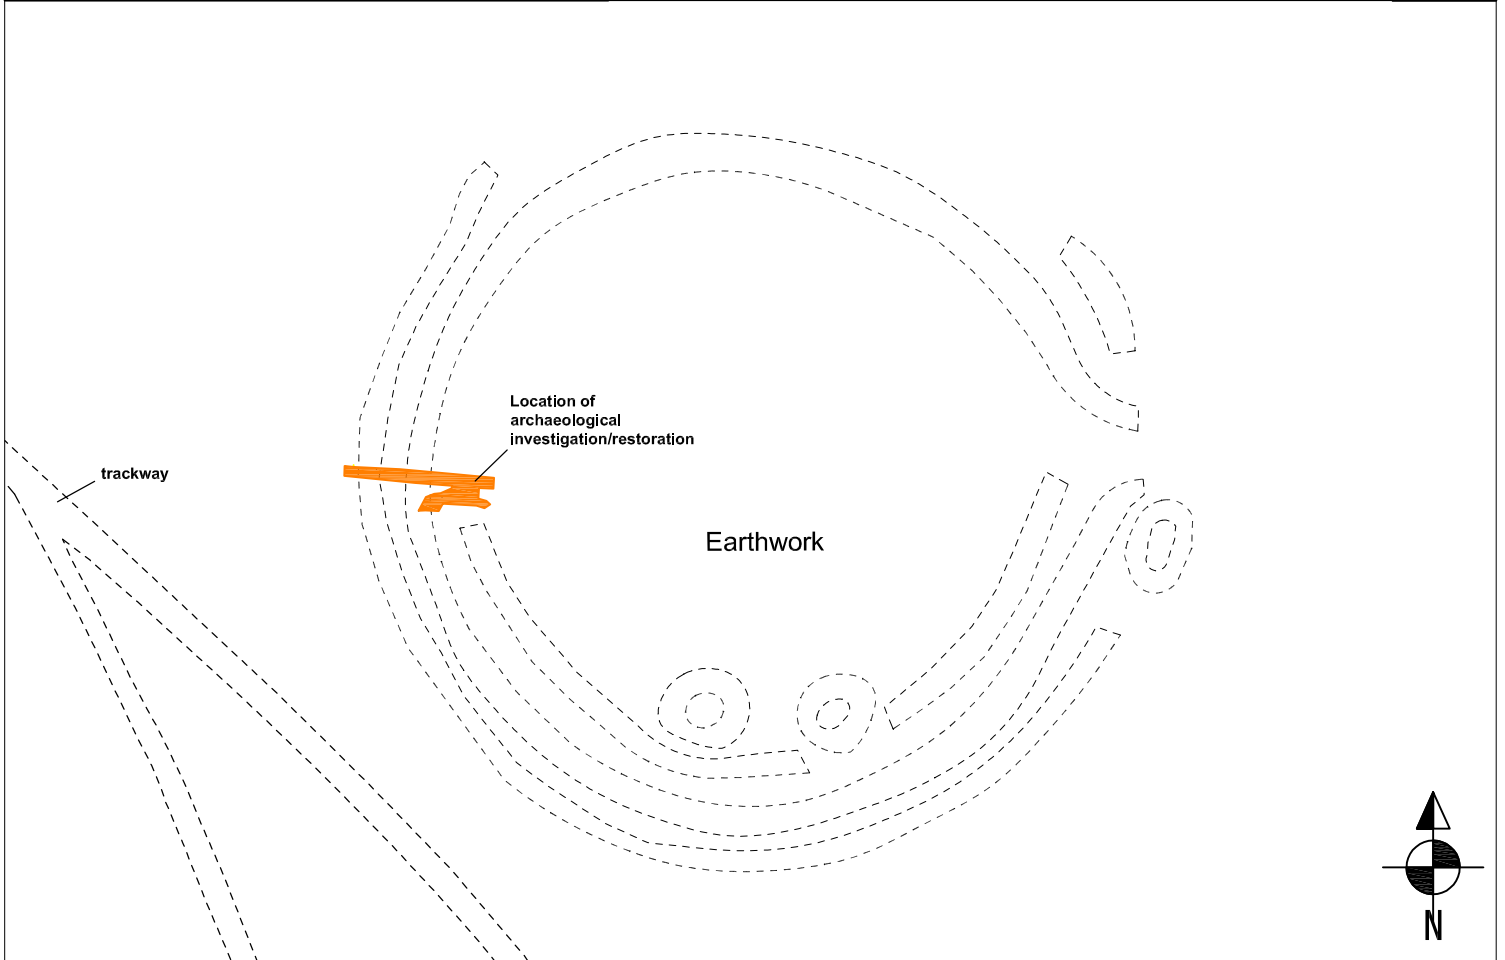 Location of
archaeological
investigation/restoration
trackway
Earthwork
N